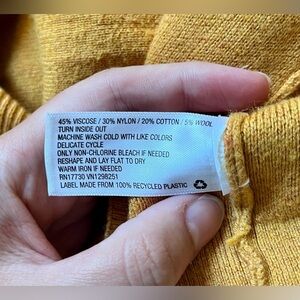 45% VISCOSE / 30% NYLON / 20% COTTON / 5% WOOL
TURN INSIDE OUT
MACHINE WASH COLD WITH LIKE COLORS
DELICATE CYCLE
ONLY NON-CHLORINE BLEACH IF NEEDED
RESHAPE AND LAY FLAT TO DRY
WARM IRON IF NEEDED
RN17730 VN1298251
LABEL MADE FROM 100% RECYCLED PLASTIC